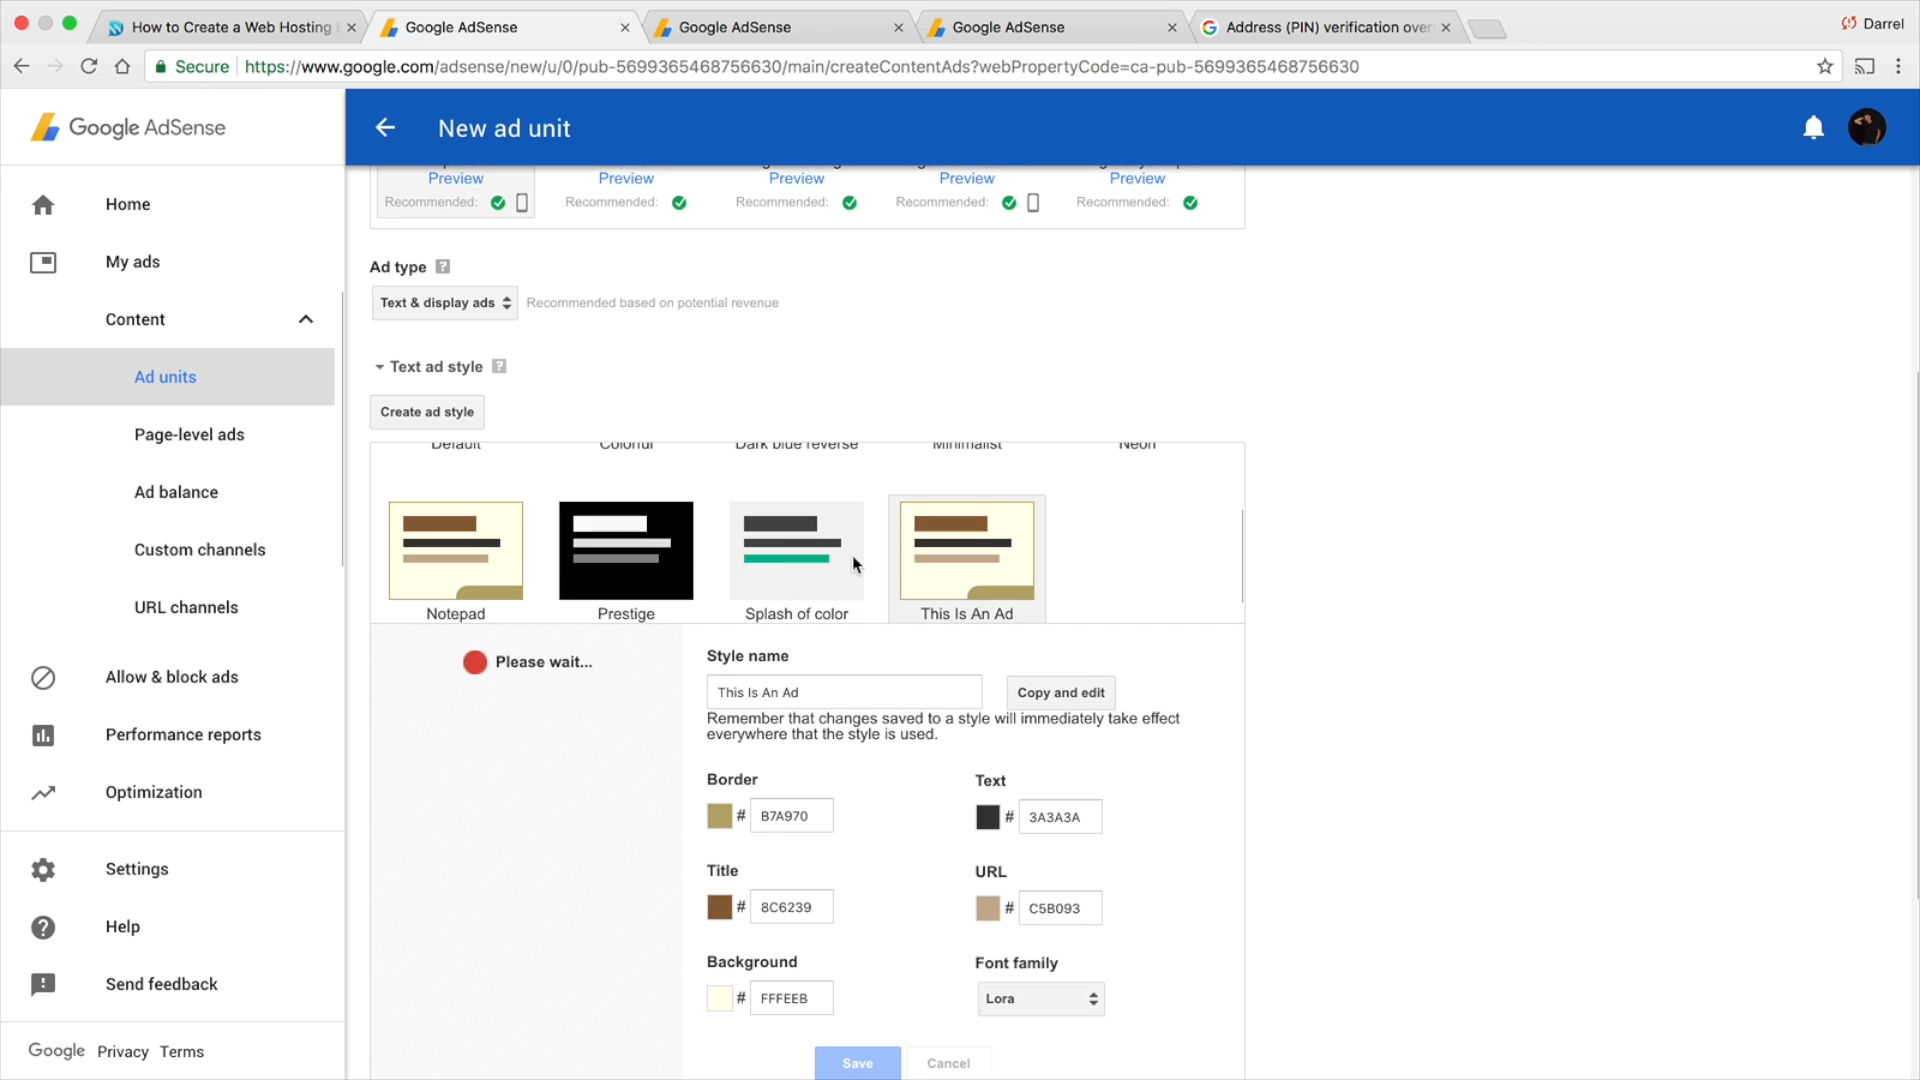 How to Create a Web Hosting
Google AdSense
Google AdSense
Google AdSense
Address (PIN) verification over
Darrel
Secure
https://www.google.com/adsense/new/u/0/pub-5699365468756630/main/createContentAds?webPropertyCode=ca-pub-5699365468756630
Google AdSense
New ad unit
Home
My ads
Content
Ad units
Page-level ads
Ad balance
Custom channels
URL channels
Allow & block ads
Performance reports
Optimization
Settings
Help
Send feedback
Google Privacy Terms
Preview Preview Preview Preview Preview
Recommended: Recommended: Recommended: Recommended: Recommended:
Ad type ?
Text & display ads Recommended based on potential revenue
Text ad style ?
Create ad style
Default Colorful Dark blue reverse Minimalist Neon
Notepad Prestige Splash of color This Is An Ad
Please wait...
Style name
This Is An Ad Copy and edit
Remember that changes saved to a style will immediately take effect
everywhere that the style is used.
Border Text
# B7A970 # 3A3A3A
Title URL
# 8C6239 # C5B093
Background Font family
# FFFEEB Lora
Save Cancel